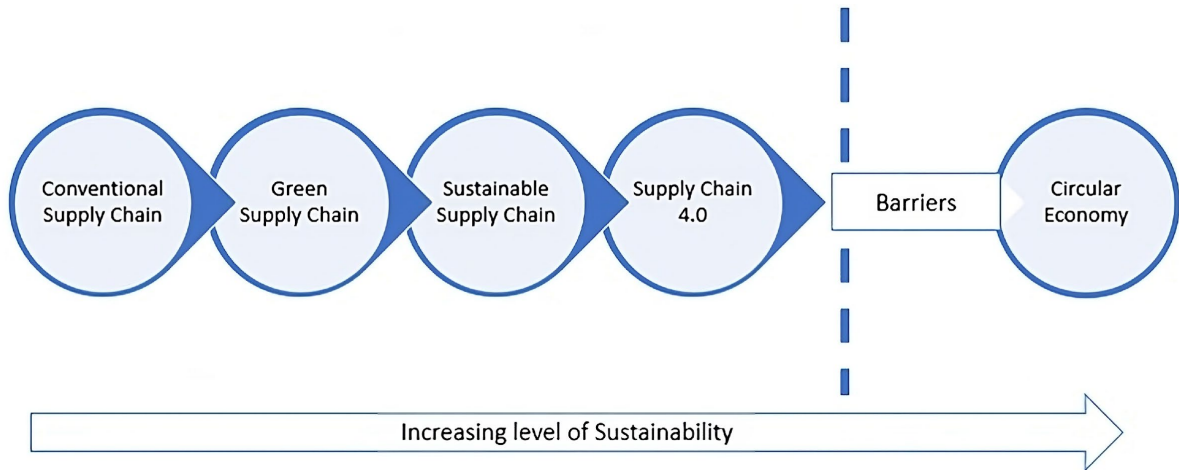 Conventional
Supply Chain
Green
Supply Chain
Sustainable
Supply Chain
Supply Chain
4.0
Barriers
Circular
Economy
Increasing level of Sustainability